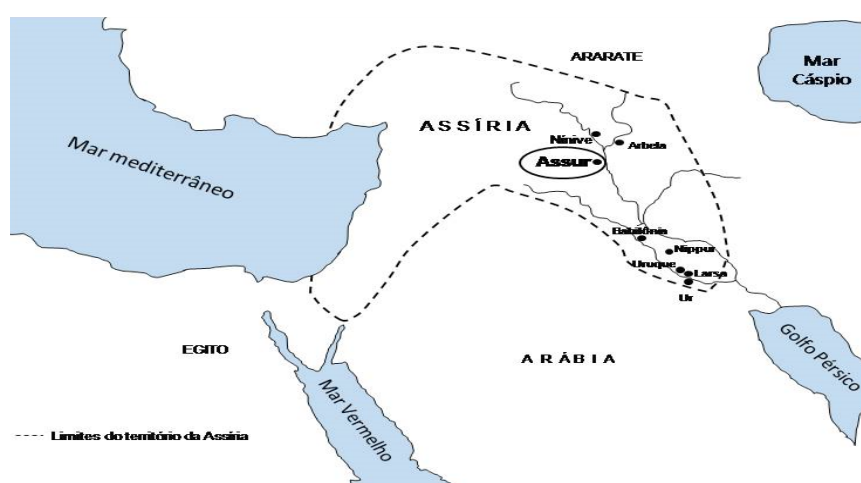 ARARATE
Mar
Cáspio
ASSÍRIA
Mar mediterrâneo
Nínive
Arbela
Assur
Babilônia
Nippur
Uruque
Larsa
Ur
EGITO
ARÁBIA
Golfo Pérsico
Mar Vermelho
Limites do território da Assíria